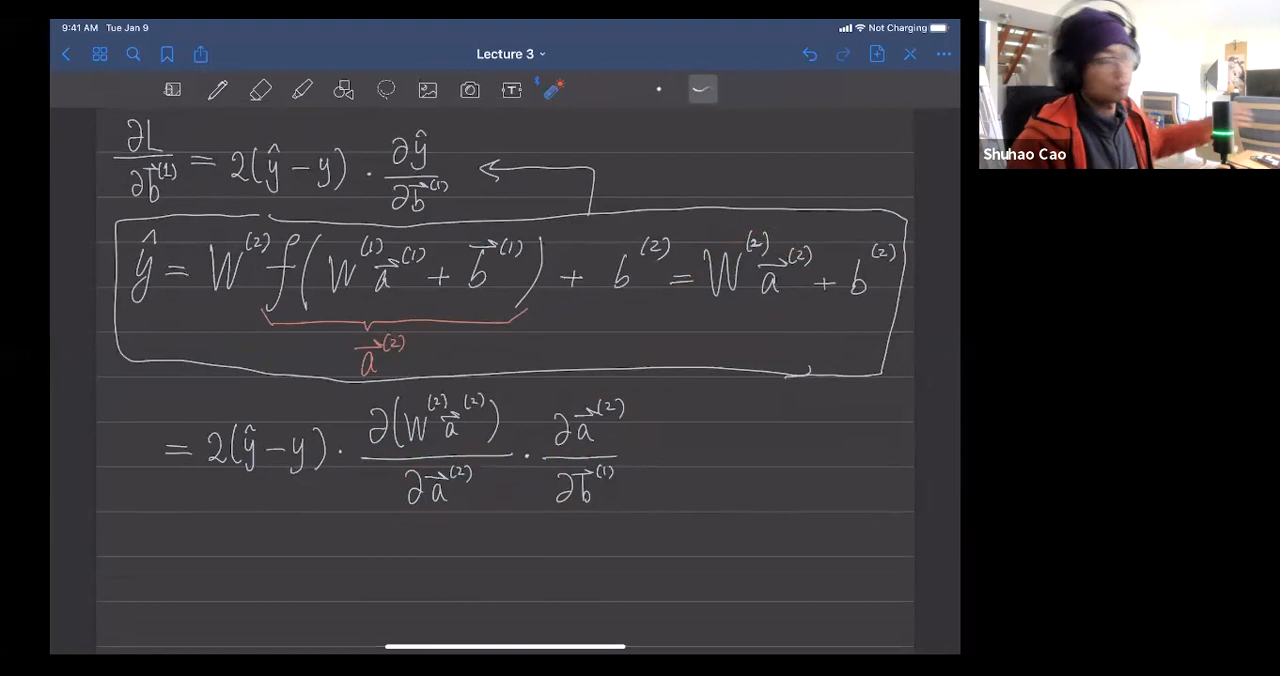 9:41 AM Tue Jan 9
Not Charging
Lecture 3
T
Shuhao Cao
∂L/∂b⃗^(1) = 2(ŷ − y) · ∂ŷ/∂b⃗^(1)
ŷ = W^(2) f(W^(1) a⃗^(1) + b⃗^(1)) + b^(2) = W^(2) a⃗^(2) + b^(2)
a⃗^(2)
= 2(ŷ − y) · ∂(W^(2) a⃗^(2))/∂a⃗^(2) · ∂a⃗^(2)/∂b⃗^(1)